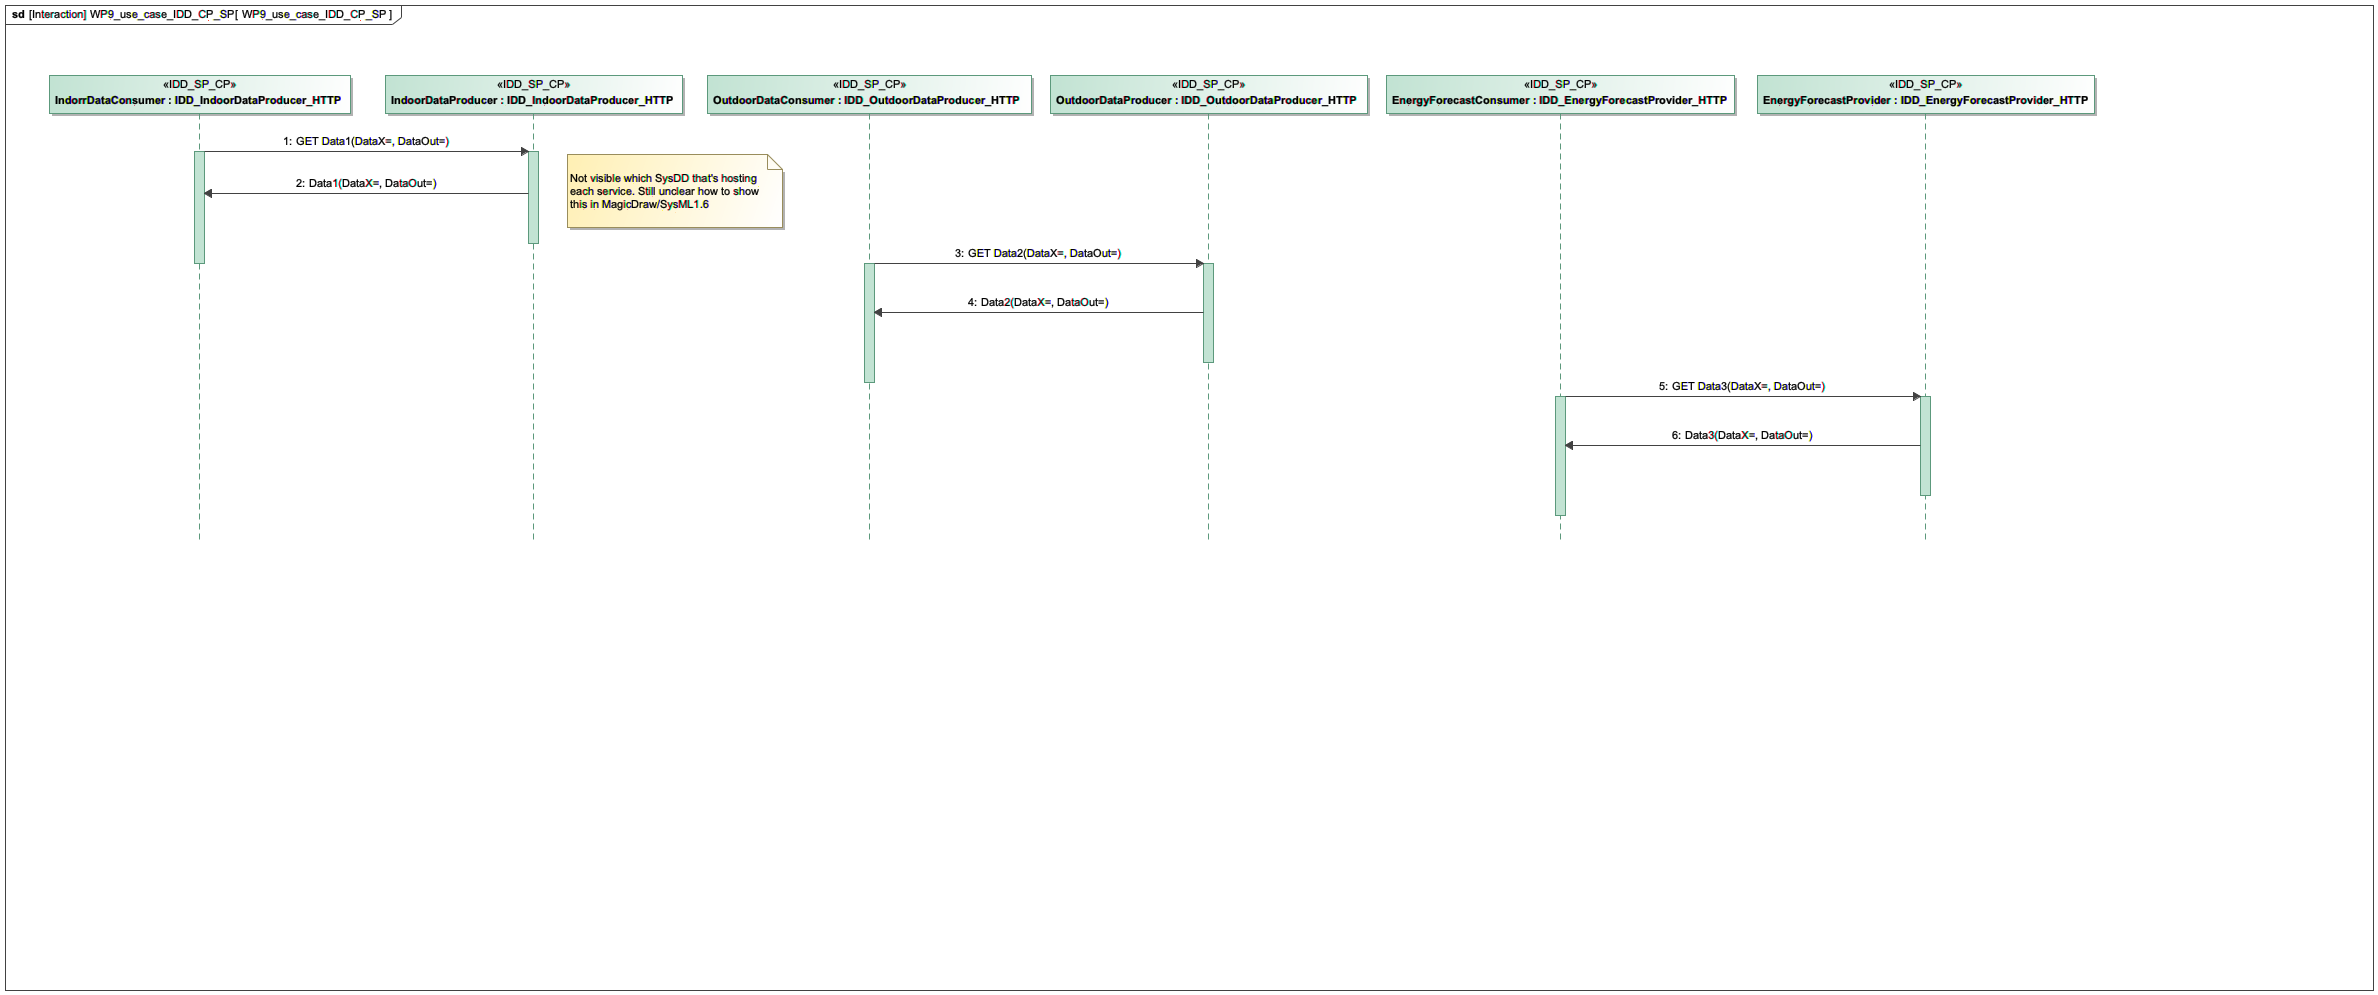 sd [Interaction] WP9_use_case_IDD_CP_SP[ WP9_use_case_IDD_CP_SP ]
«IDD_SP_CP»
IndorrDataConsumer : IDD_IndoorDataProducer_HTTP
«IDD_SP_CP»
IndoorDataProducer : IDD_IndoorDataProducer_HTTP
«IDD_SP_CP»
OutdoorDataConsumer : IDD_OutdoorDataProducer_HTTP
«IDD_SP_CP»
OutdoorDataProducer : IDD_OutdoorDataProducer_HTTP
«IDD_SP_CP»
EnergyForecastConsumer : IDD_EnergyForecastProvider_HTTP
«IDD_SP_CP»
EnergyForecastProvider : IDD_EnergyForecastProvider_HTTP
1: GET Data1(DataX=, DataOut=)
2: Data1(DataX=, DataOut=)
Not visible which SysDD that's hosting
each service. Still unclear how to show
this in MagicDraw/SysML1.6
3: GET Data2(DataX=, DataOut=)
4: Data2(DataX=, DataOut=)
5: GET Data3(DataX=, DataOut=)
6: Data3(DataX=, DataOut=)